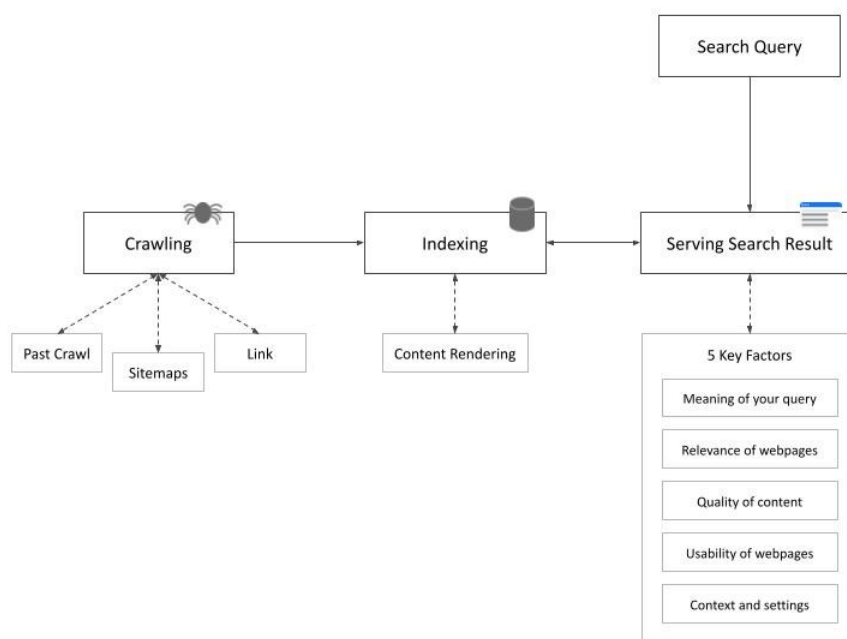 Search Query
Crawling
Indexing
Serving Search Result
Past Crawl
Sitemaps
Link
Content Rendering
5 Key Factors
Meaning of your query
Relevance of webpages
Quality of content
Usability of webpages
Context and settings